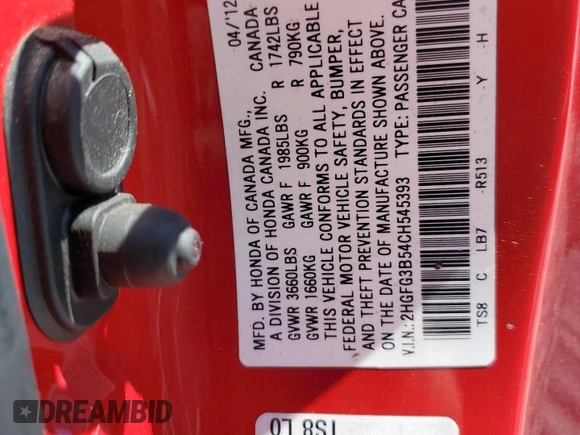 MFD. BY HONDA OF CANADA MFG., 04/'12
A DIVISION OF HONDA CANADA INC. CANADA
GVWR 3660LBS GAWR F 1985LBS R 1742LBS
GVWR 1660KG GAWR F 900KG R 790KG
THIS VEHICLE CONFORMS TO ALL APPLICABLE
FEDERAL MOTOR VEHICLE SAFETY, BUMPER,
AND THEFT PREVENTION STANDARDS IN EFFECT
ON THE DATE OF MANUFACTURE SHOWN ABOVE.
V.I.N.: 2HGFG3B54CH545393 TYPE: PASSENGER CA
TS8 C LB7 -R513 -Y -H
TS8 L0
DREAMBID